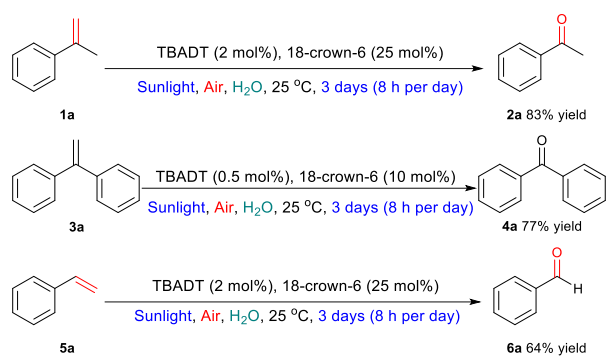 O
TBADT (2 mol%), 18-crown-6 (25 mol%)
Sunlight, Air, H2O, 25 oC, 3 days (8 h per day)
1a
2a 83% yield
O
TBADT (0.5 mol%), 18-crown-6 (10 mol%)
Sunlight, Air, H2O, 25 oC, 3 days (8 h per day)
3a
4a 77% yield
O
TBADT (2 mol%), 18-crown-6 (25 mol%)
H
Sunlight, Air, H2O, 25 oC, 3 days (8 h per day)
5a
6a 64% yield